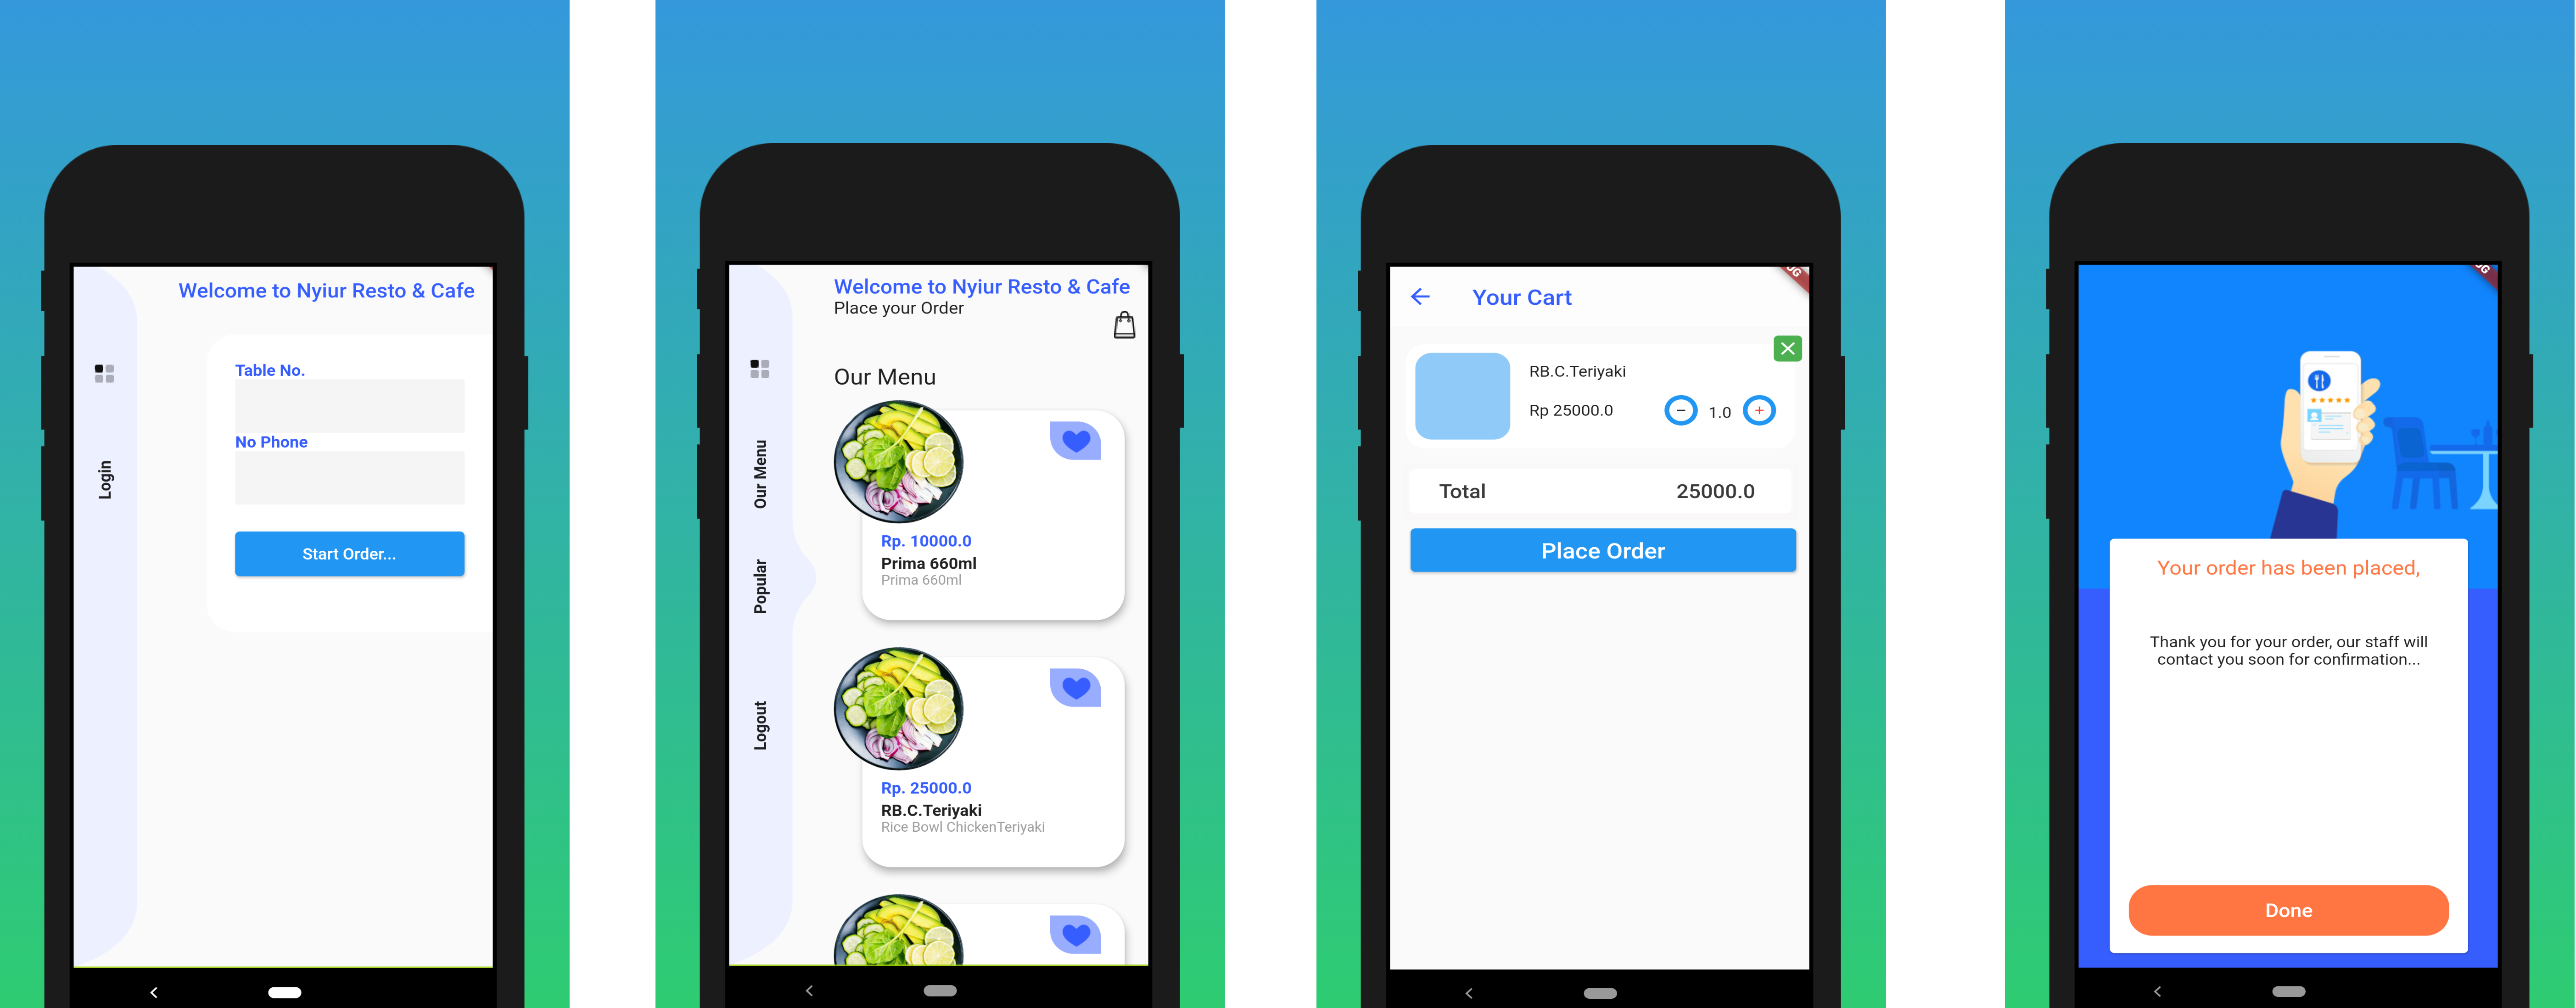 Welcome to Nyiur Resto & Cafe
Table No.
No Phone
Login
Start Order...
Welcome to Nyiur Resto & Cafe
Place your Order
Our Menu
Our Menu
Popular
Logout
Rp. 10000.0
Prima 660ml
Prima 660ml
Rp. 25000.0
RB.C.Teriyaki
Rice Bowl ChickenTeriyaki
Your Cart
RB.C.Teriyaki
Rp 25000.0
1.0
Total 25000.0
Place Order
Your order has been placed,
Thank you for your order, our staff will
contact you soon for confirmation...
Done